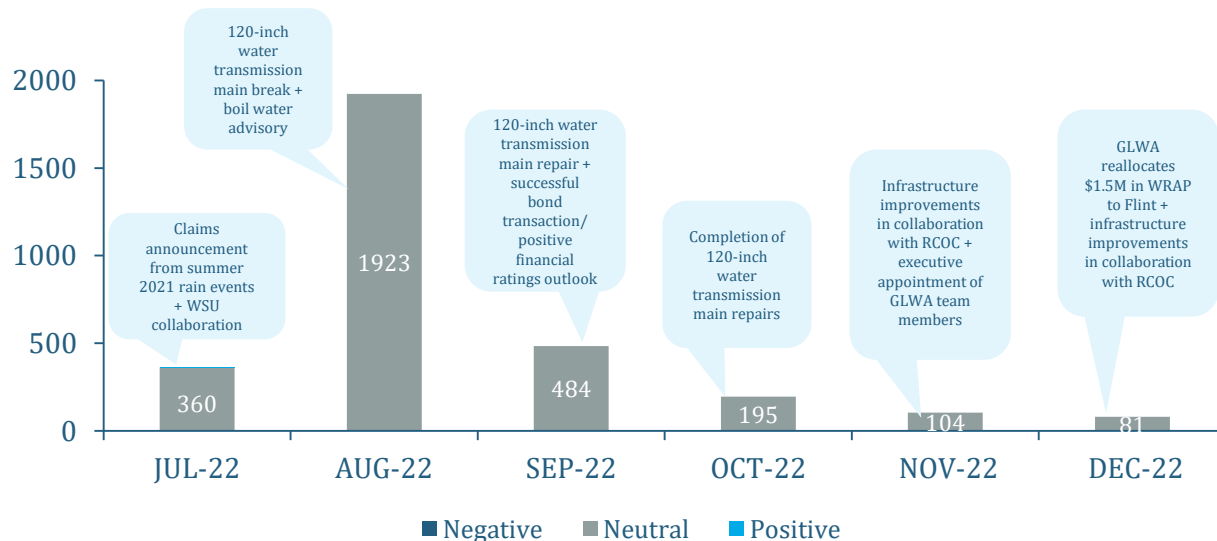 120-inch
water
transmission
main break +
boil water
advisory
2000
1500
1000
500
0
Claims
announcement
from summer
2021 rain events
+ WSU
collaboration
120-inch water
transmission
main repair +
successful
bond
transaction/
positive
financial
ratings outlook
Completion of
120-inch
water
transmission
main repairs
Infrastructure
improvements
in collaboration
with RCOC +
executive
appointment of
GLWA team
members
GLWA
reallocates
$1.5M in WRAP
to Flint +
infrastructure
improvements
in collaboration
with RCOC
360
1923
484
195
104
81
JUL-22
AUG-22
SEP-22
OCT-22
NOV-22
DEC-22
Negative
Neutral
Positive